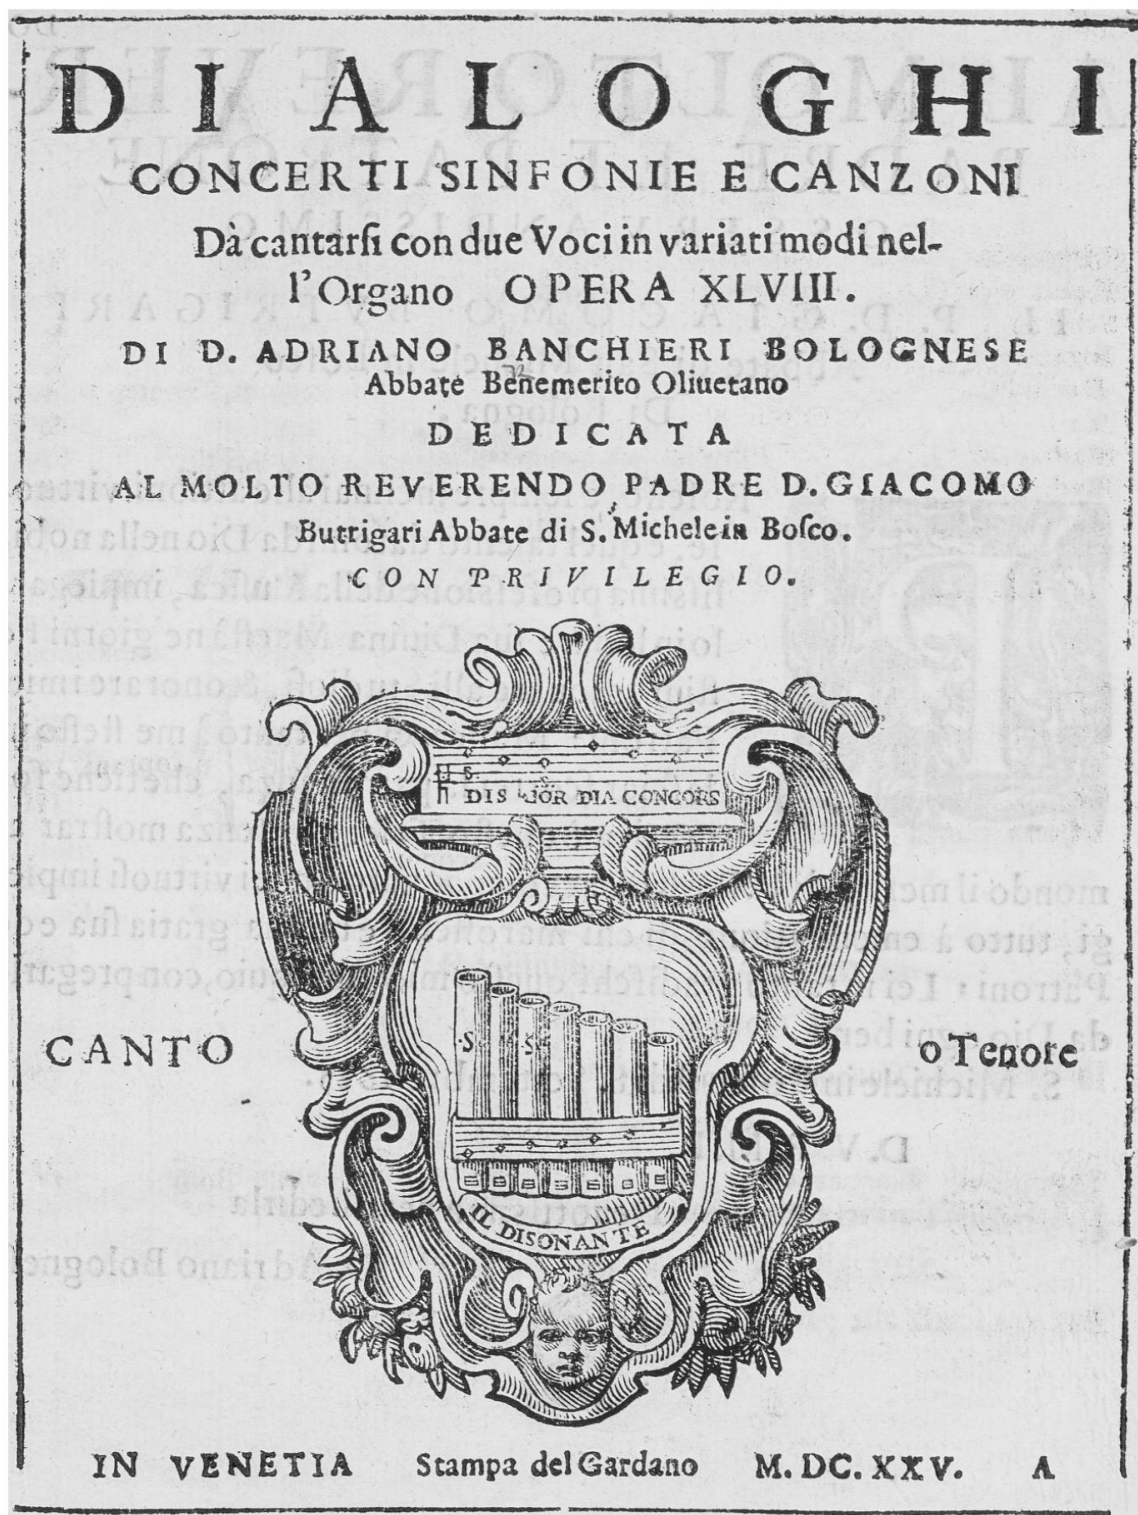 DIALOGHI
CONCERTI SINFONIE E CANZONI
Dà cantarſi con due Voci in variati modi nel-
l'Organo OPERA XLVIII.
DI D. ADRIANO BANCHIERI BOLOGNESE
Abbate Benemerito Oliuetano
DEDICATA
AL MOLTO REVERENDO PADRE D. GIACOMO
Buttrigari Abbate di S. Michele in Boſco.
CON PRIVILEGIO.
DIS COR DIA CONCORS
CANTO
o Tenore
S. S.
IL DISONANTE
IN VENETIA Stampa del Gardano M. DC. XXV. A